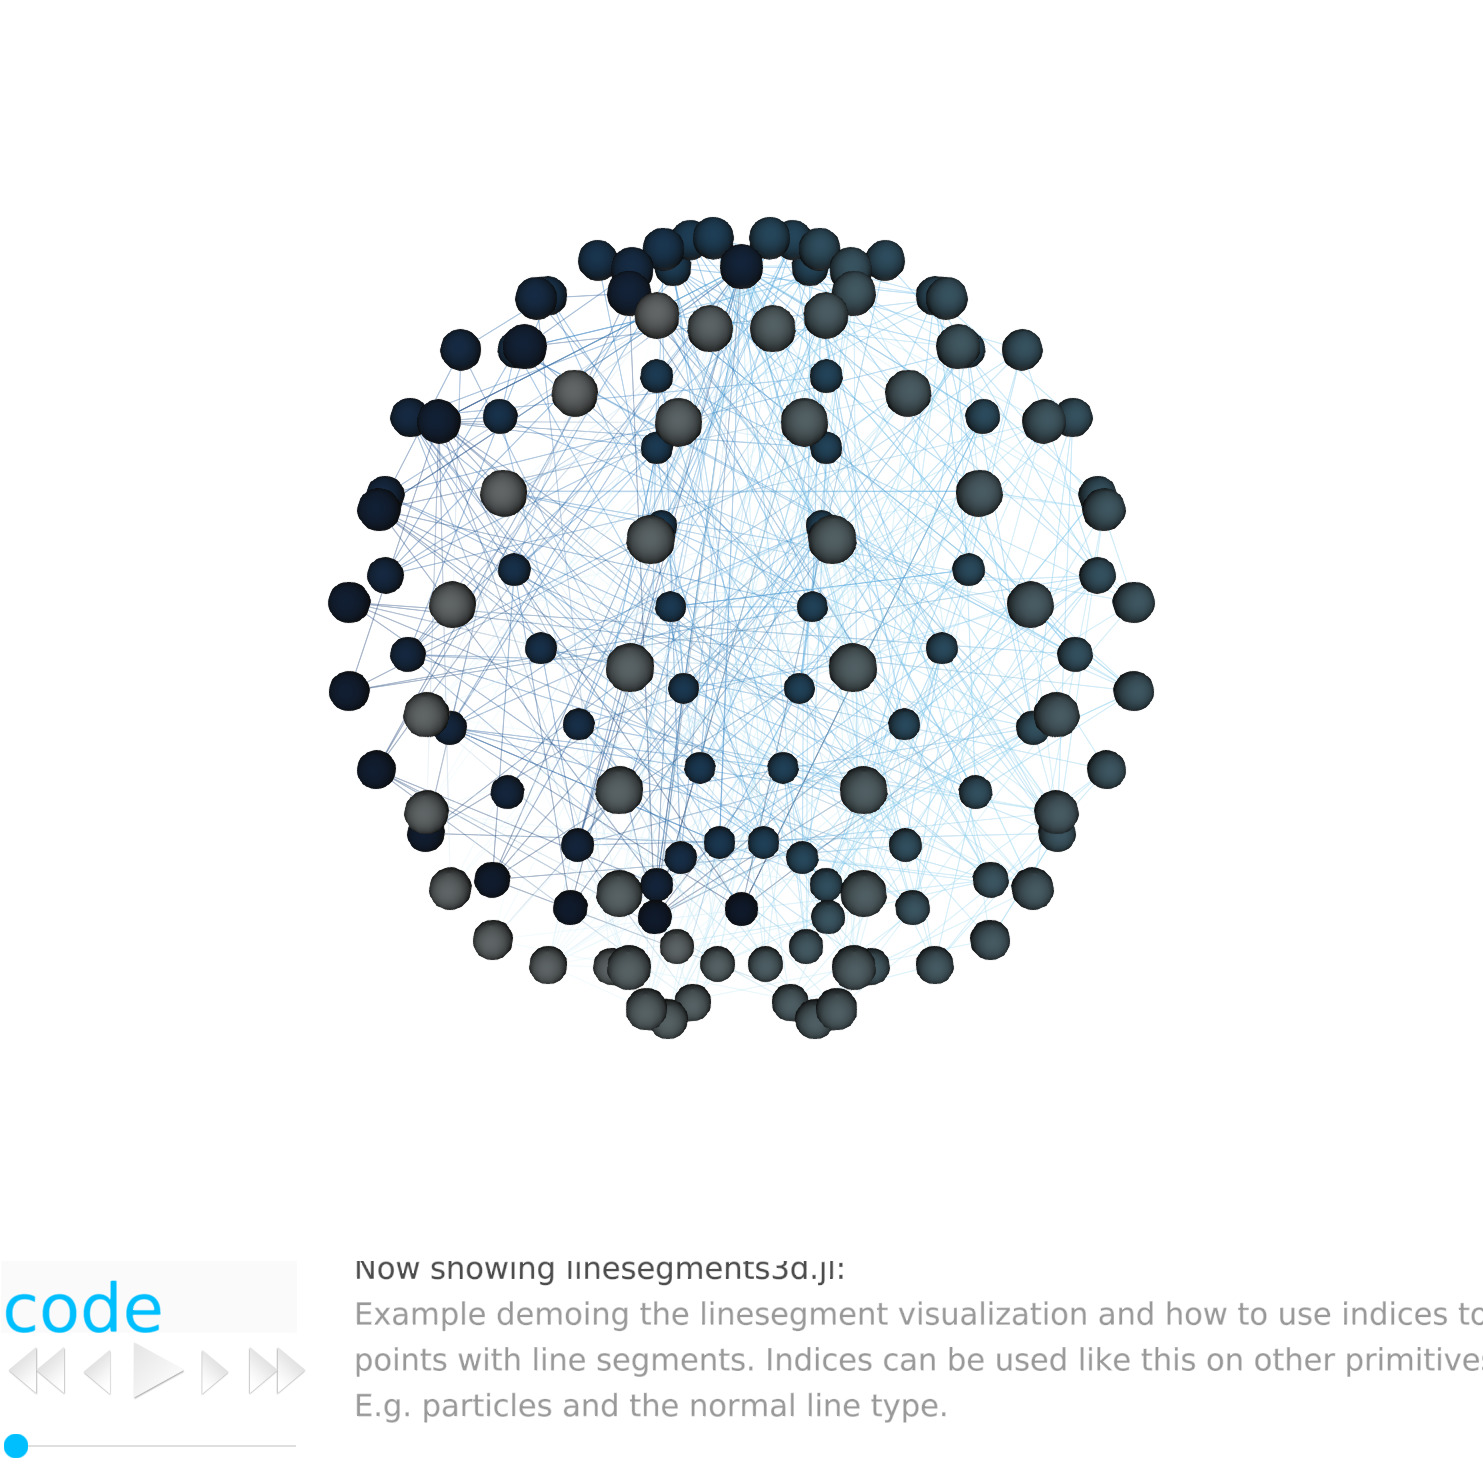 Now showing linesegments3d.jl:
code
Example demoing the linesegment visualization and how to use indices to
points with line segments. Indices can be used like this on other primitives
E.g. particles and the normal line type.